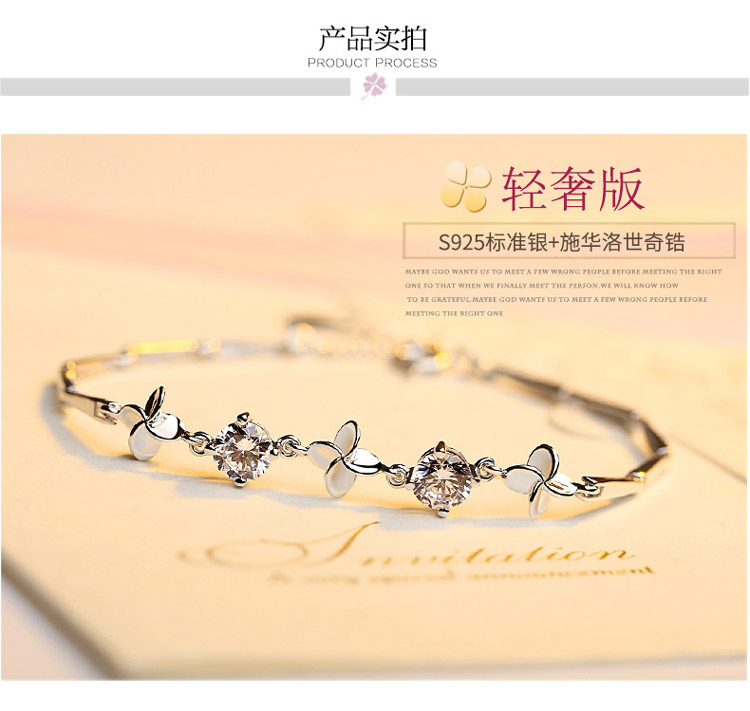 产品实拍
PRODUCT PROCESS
轻奢版
S925标准银+施华洛世奇锆
MAYBE GOD WANTS US TO MEET A FEW WRONG PEOPLE BEFORE MEETING THE RIGHT
ONE SO THAT WHEN WE FINALLY MEET THE PERSON,WE WILL KNOW HOW
TO BE GRATEFUL.MAYBE GOD WANTS US TO MEET A FEW WRONG PEOPLE BEFORE
MEETING THE RIGHT ONE
Invitation
& only special announcement